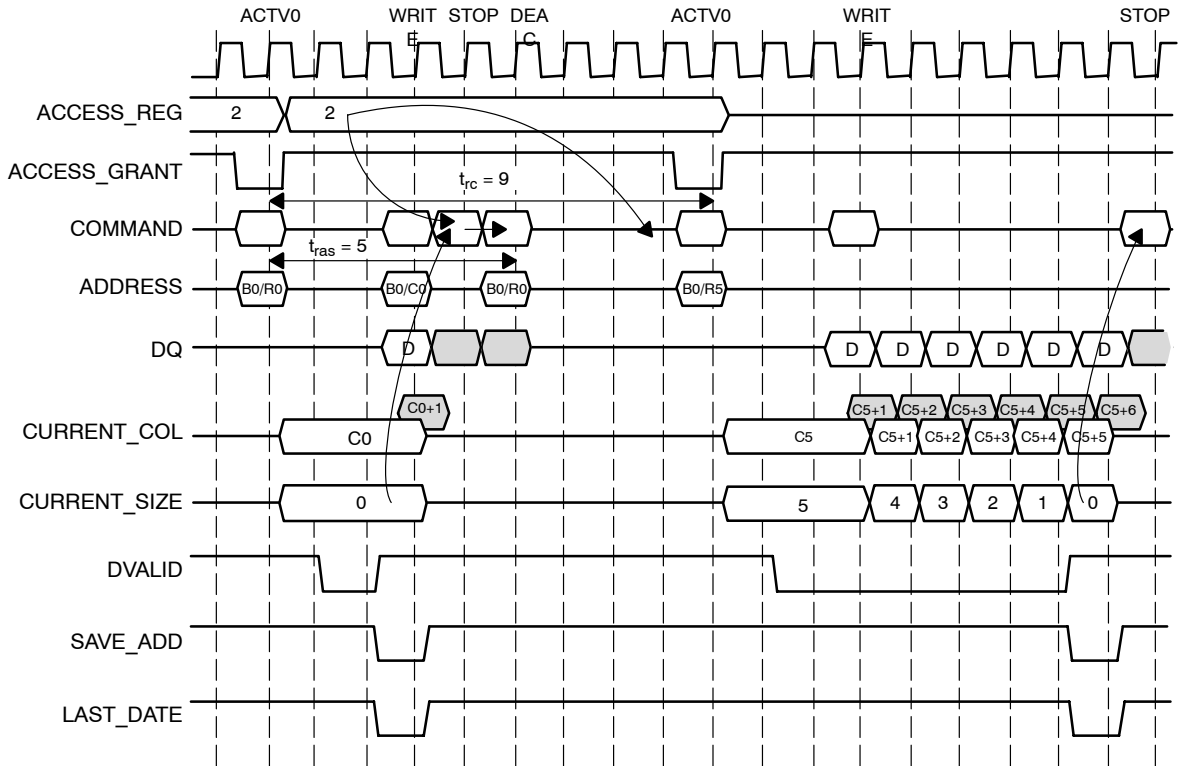 ACTV0 WRIT STOP DEA ACTV0 WRIT STOP
E C E
ACCESS_REG 2 2
ACCESS_GRANT
trc = 9
COMMAND
tras = 5
ADDRESS B0/R0 B0/C0 B0/R0 B0/R5
DQ D D D D D D D
C0+1 C5+1 C5+2 C5+3 C5+4 C5+5 C5+6
CURRENT_COL C0 C5 C5+1 C5+2 C5+3 C5+4 C5+5
CURRENT_SIZE 0 5 4 3 2 1 0
DVALID
SAVE_ADD
LAST_DATE